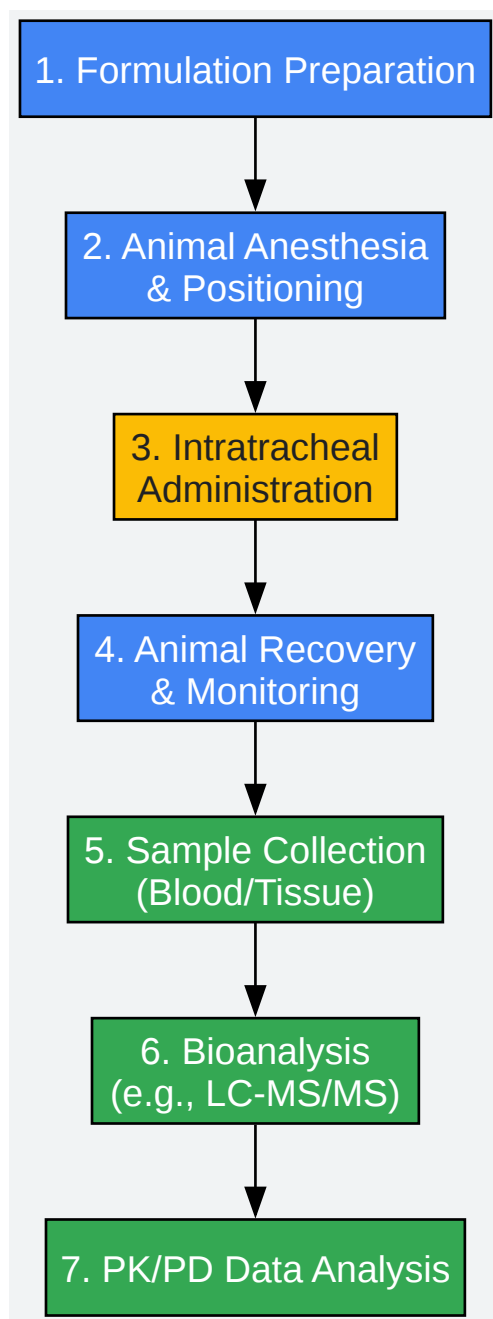 1. Formulation Preparation
2. Animal Anesthesia
& Positioning
3. Intratracheal
Administration
4. Animal Recovery
& Monitoring
5. Sample Collection
(Blood/Tissue)
6. Bioanalysis
(e.g., LC-MS/MS)
7. PK/PD Data Analysis